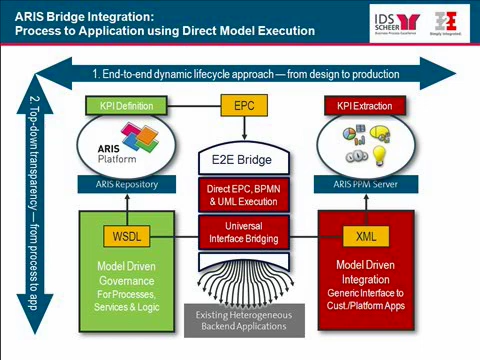 ARIS Bridge Integration:
Process to Application using Direct Model Execution
IDS
SCHEER
Business Process Excellence
E2E
Simply integrated.
1. End-to-end dynamic lifecycle approach — from design to production
2. Top-down transparency — from process to app
KPI Definition
EPC
KPI Extraction
ARIS
Platform
E2E Bridge
ARIS Repository
Direct EPC, BPMN
& UML Execution
ARIS PPM Server
WSDL
Universal
Interface Bridging
XML
Model Driven
Governance
For Processes,
Services & Logic
Model Driven
Integration
Generic Interface to
Cust./Platform Apps
Existing Heterogeneous
Backend Applications